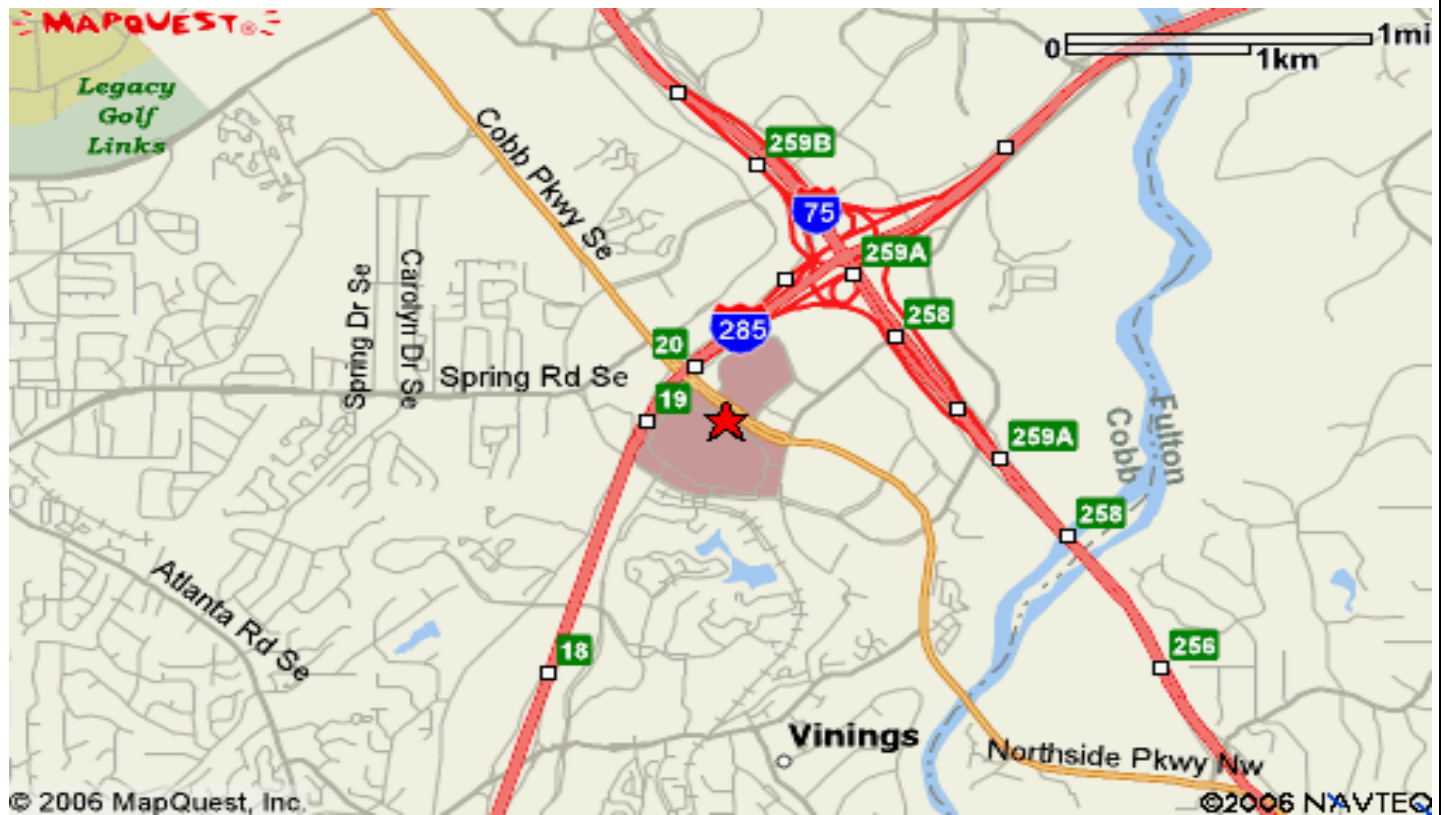 MAPQUEST®
0
1mi
1km
Legacy
Golf
Links
Cobb Pkwy Se
259B
75
259A
258
285
20
Spring Dr Se
Carolyn Dr Se
Spring Rd Se
19
259A
Fulton
Cobb
258
Atlanta Rd Se
18
256
Vinings
Northside Pkwy Nw
© 2006 MapQuest, Inc.
©2006 NAVTEQ